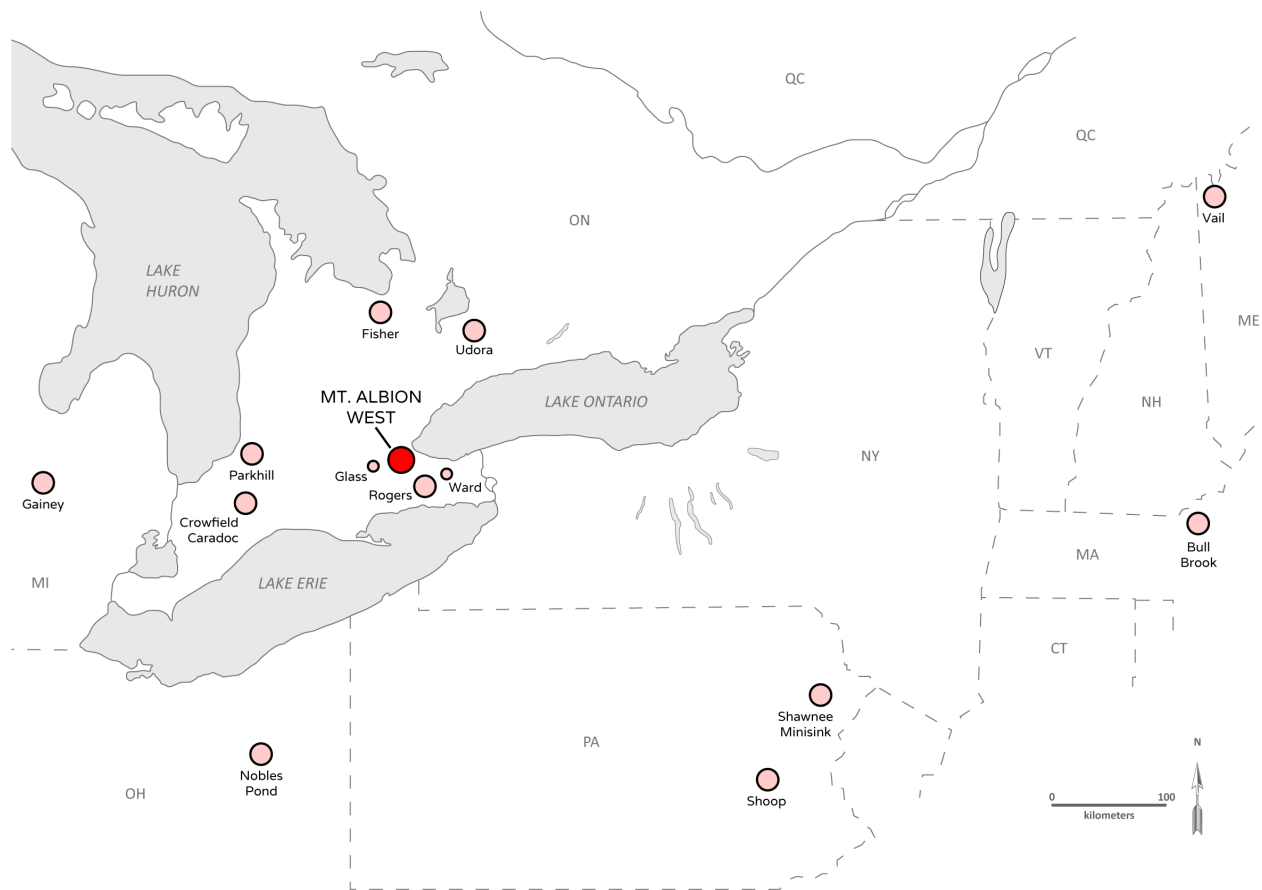 QC
QC
Vail
ON
LAKE
HURON
Fisher
Udora
ME
VT
MT. ALBION
WEST
LAKE ONTARIO
NH
NY
Parkhill
Glass
Rogers
Ward
Gainey
Crowfield
Caradoc
Bull
Brook
MA
MI
LAKE ERIE
CT
Shawnee
Minisink
PA
Nobles
Pond
OH
Shoop
N
0 100
kilometers